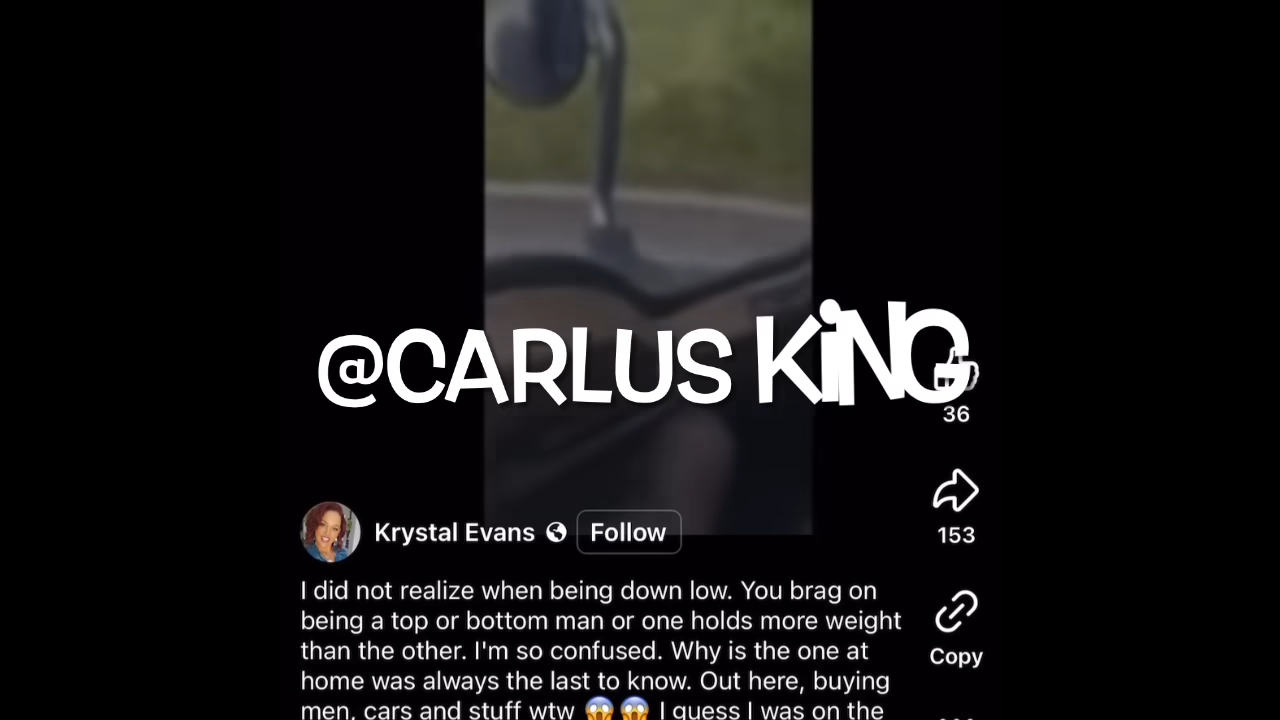 @CARLUS KiNG
36
153
Krystal Evans Follow
I did not realize when being down low. You brag on
being a top or bottom man or one holds more weight
than the other. I'm so confused. Why is the one at
home was always the last to know. Out here, buying
men, cars and stuff wtw 😱😱 I guess I was on the
Copy